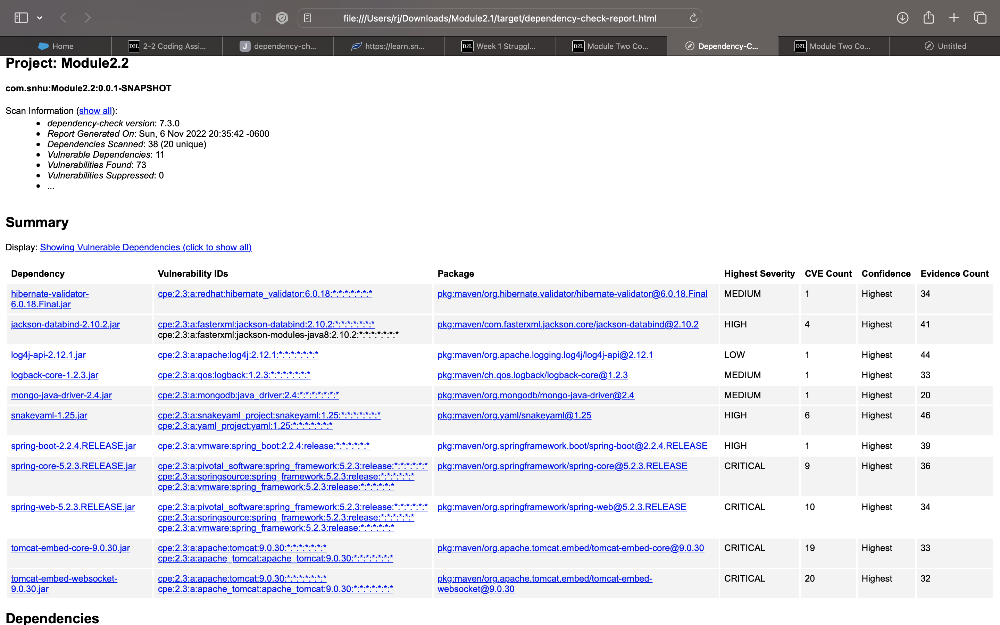 file:///Users/rj/Downloads/Module2.1/target/dependency-check-report.html
Home
D2L 2-2 Coding Assi...
J dependency-ch...
https://learn.sn...
D2L Week 1 Struggl...
D2L Module Two Co...
Dependency-C...
D2L Module Two Co...
Untitled
Project: Module2.2
com.snhu:Module2.2:0.0.1-SNAPSHOT
Scan Information (show all):
• dependency-check version: 7.3.0
• Report Generated On: Sun, 6 Nov 2022 20:35:42 -0600
• Dependencies Scanned: 38 (20 unique)
• Vulnerable Dependencies: 11
• Vulnerabilities Found: 73
• Vulnerabilities Suppressed: 0
• ...
Summary
Display: Showing Vulnerable Dependencies (click to show all)
Dependency Vulnerability IDs Package Highest Severity CVE Count Confidence Evidence Count
hibernate-validator- cpe:2.3:a:redhat:hibernate_validator:6.0.18:*:*:*:*:*:*:* pkg:maven/org.hibernate.validator/hibernate-validator@6.0.18.Final MEDIUM 1 Highest 34
6.0.18.Final.jar
jackson-databind-2.10.2.jar cpe:2.3:a:fasterxml:jackson-databind:2.10.2:*:*:*:*:*:*:* pkg:maven/com.fasterxml.jackson.core/jackson-databind@2.10.2 HIGH 4 Highest 41
cpe:2.3:a:fasterxml:jackson-modules-java8:2.10.2:*:*:*:*:*:*:*
log4j-api-2.12.1.jar cpe:2.3:a:apache:log4j:2.12.1:*:*:*:*:*:*:* pkg:maven/org.apache.logging.log4j/log4j-api@2.12.1 LOW 1 Highest 44
logback-core-1.2.3.jar cpe:2.3:a:qos:logback:1.2.3:*:*:*:*:*:*:* pkg:maven/ch.qos.logback/logback-core@1.2.3 MEDIUM 1 Highest 33
mongo-java-driver-2.4.jar cpe:2.3:a:mongodb:java_driver:2.4:*:*:*:*:*:*:* pkg:maven/org.mongodb/mongo-java-driver@2.4 MEDIUM 1 Highest 20
snakeyaml-1.25.jar cpe:2.3:a:snakeyaml_project:snakeyaml:1.25:*:*:*:*:*:*:* pkg:maven/org.yaml/snakeyaml@1.25 HIGH 6 Highest 46
cpe:2.3:a:yaml_project:yaml:1.25:*:*:*:*:*:*:*
spring-boot-2.2.4.RELEASE.jar cpe:2.3:a:vmware:spring_boot:2.2.4:release:*:*:*:*:*:* pkg:maven/org.springframework.boot/spring-boot@2.2.4.RELEASE HIGH 1 Highest 39
spring-core-5.2.3.RELEASE.jar cpe:2.3:a:pivotal_software:spring_framework:5.2.3:release:*:*:*:*:*:* pkg:maven/org.springframework/spring-core@5.2.3.RELEASE CRITICAL 9 Highest 36
cpe:2.3:a:springsource:spring_framework:5.2.3:release:*:*:*:*:*:*
cpe:2.3:a:vmware:spring_framework:5.2.3:release:*:*:*:*:*:*
spring-web-5.2.3.RELEASE.jar cpe:2.3:a:pivotal_software:spring_framework:5.2.3:release:*:*:*:*:*:* pkg:maven/org.springframework/spring-web@5.2.3.RELEASE CRITICAL 10 Highest 34
cpe:2.3:a:springsource:spring_framework:5.2.3:release:*:*:*:*:*:*
cpe:2.3:a:vmware:spring_framework:5.2.3:release:*:*:*:*:*:*
tomcat-embed-core-9.0.30.jar cpe:2.3:a:apache:tomcat:9.0.30:*:*:*:*:*:*:* pkg:maven/org.apache.tomcat.embed/tomcat-embed-core@9.0.30 CRITICAL 19 Highest 33
cpe:2.3:a:apache_tomcat:apache_tomcat:9.0.30:*:*:*:*:*:*:*
tomcat-embed-websocket- cpe:2.3:a:apache:tomcat:9.0.30:*:*:*:*:*:*:* pkg:maven/org.apache.tomcat.embed/tomcat-embed- CRITICAL 20 Highest 32
9.0.30.jar cpe:2.3:a:apache_tomcat:apache_tomcat:9.0.30:*:*:*:*:*:*:* websocket@9.0.30
Dependencies